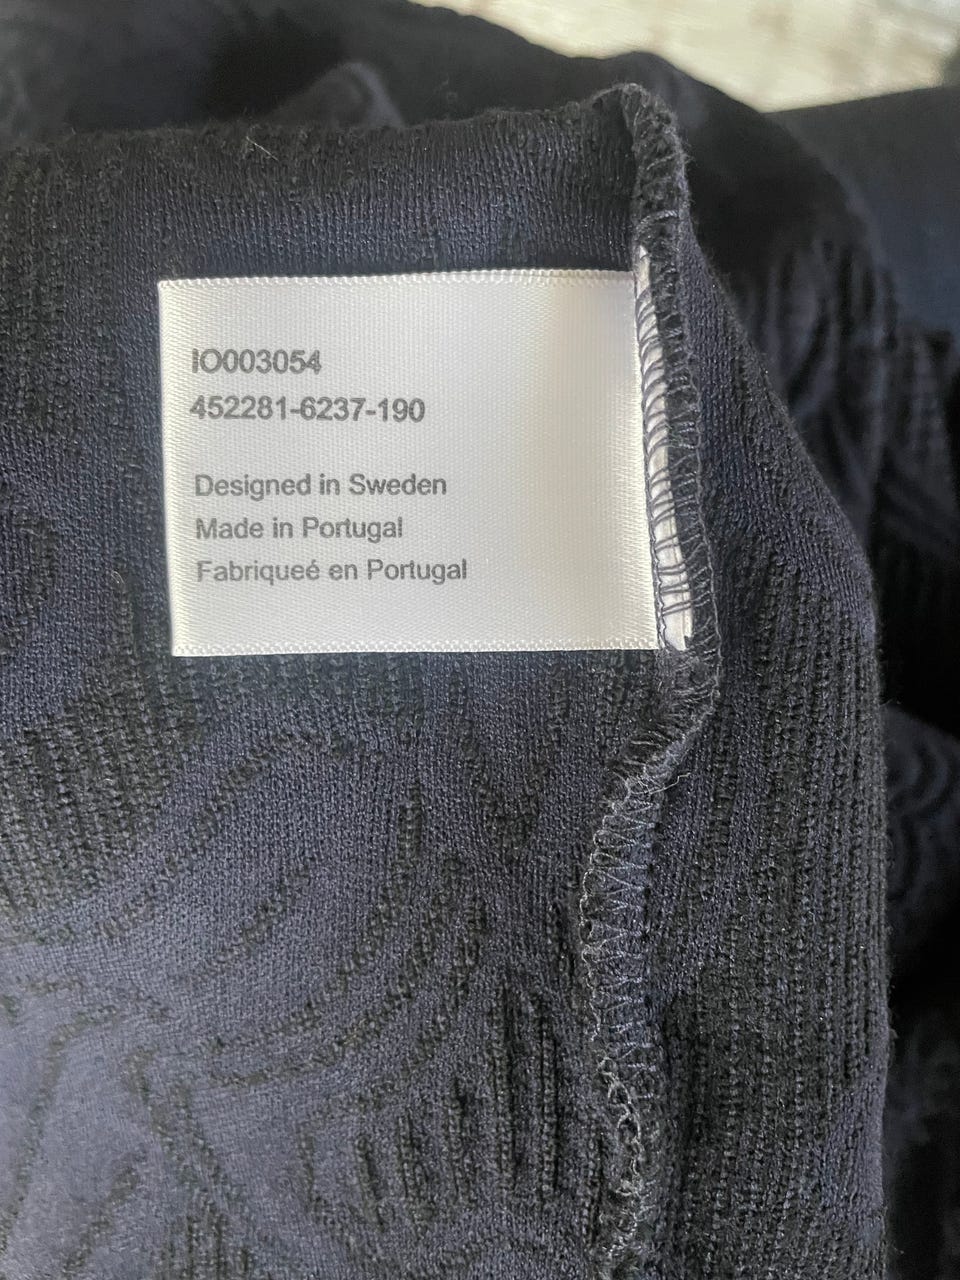 IO003054
452281-6237-190
Designed in Sweden
Made in Portugal
Fabriqueé en Portugal